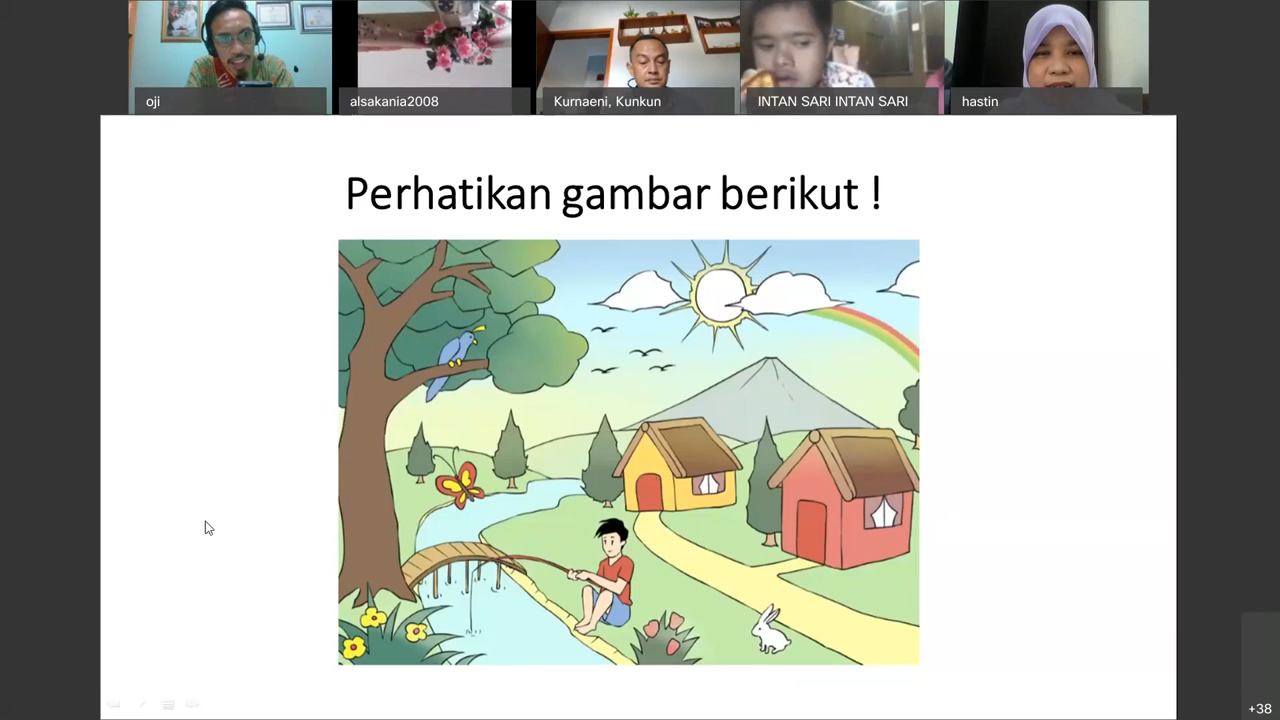 oji
alsakania2008
Kurnaeni, Kunkun
INTAN SARI INTAN SARI
hastin
Perhatikan gambar berikut !
+38